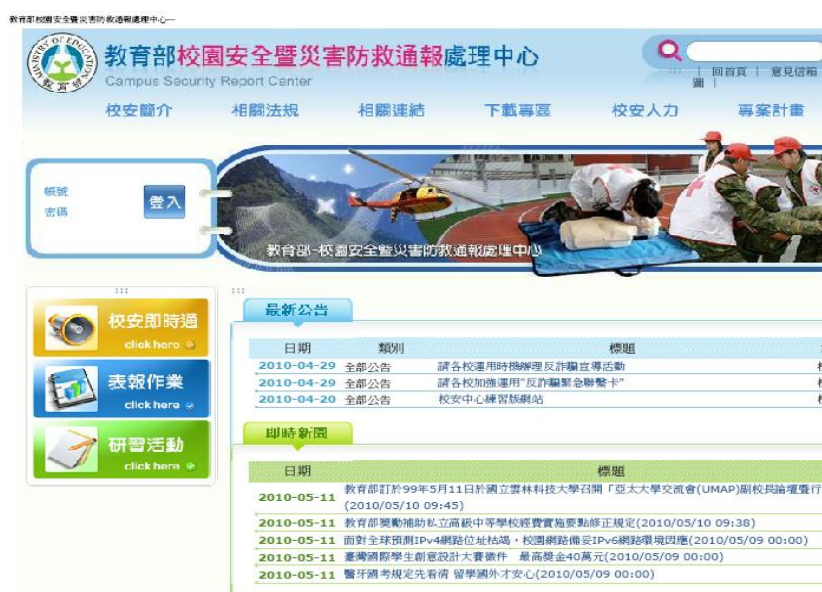 教育部校園安全暨災害防救通報處理中心—
教育部校園安全暨災害防救通報處理中心
Campus Security Report Center
回首頁 | 意見信箱
圖 |
校安簡介 相關法規 相關連結 下載專區 校安人力 專案計畫
帳號
密碼
登入
教育部-校園安全暨災害防救通報處理中心
校安即時通
click here
表報作業
click here
研習活動
click here
最新公告
日期 類別 標題
2010-04-29 全部公告 請各校運用時機辦理反詐騙宣導活動
2010-04-29 全部公告 請各校加強運用"反詐騙緊急聯繫卡"
2010-04-20 全部公告 校安中心練習版網站
即時新聞
日期 標題
2010-05-11 教育部訂於99年5月11日於國立雲林科技大學召開「亞太大學交流會(UMAP)副校長論壇暨行
(2010/05/10 09:45)
2010-05-11 教育部獎勵補助私立高級中等學校經費實施要點修正規定(2010/05/10 09:38)
2010-05-11 面對全球預測IPv4網路位址枯竭，校園網路備妥IPv6網路環境因應(2010/05/09 00:00)
2010-05-11 臺灣國際學生創意設計大賽徵件 最高獎金40萬元(2010/05/09 00:00)
2010-05-11 醫牙國考規定先看清 留學國外才安心(2010/05/09 00:00)